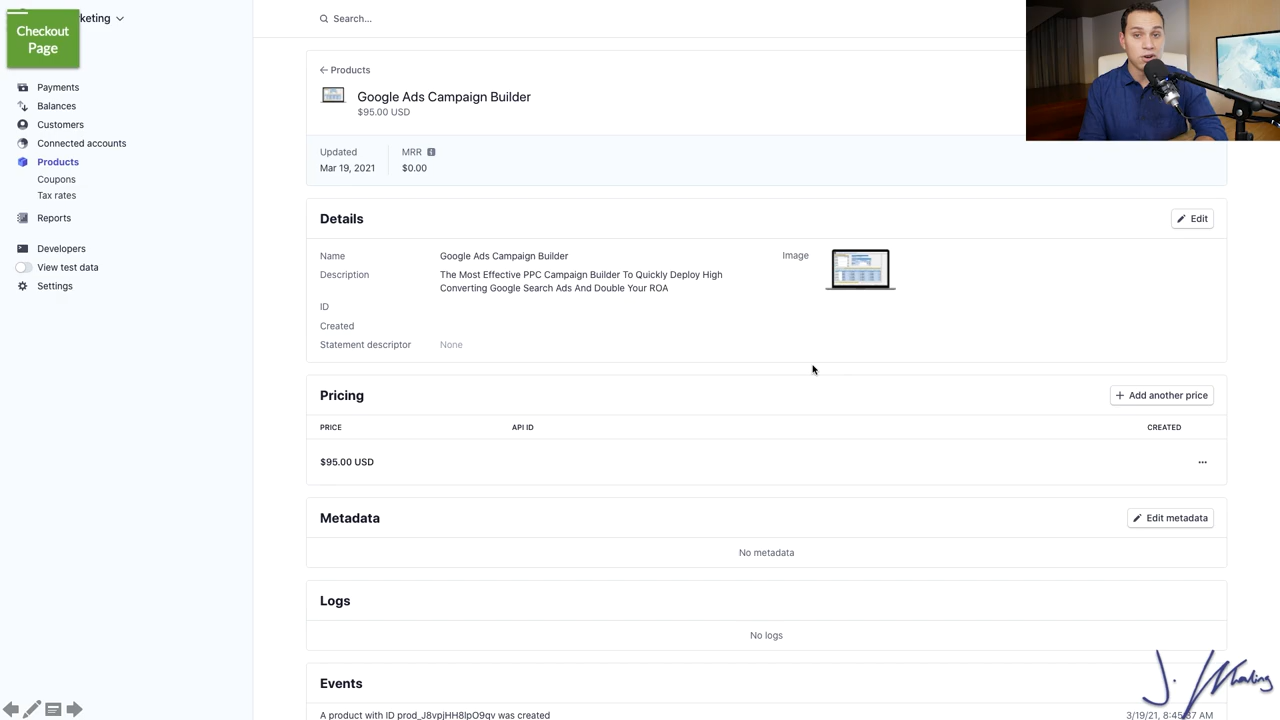 Checkout
Page
keting
Search...
Payments
Balances
Customers
Connected accounts
Products
Coupons
Tax rates
Reports
Developers
View test data
Settings
Products
Google Ads Campaign Builder
$95.00 USD
Updated
MRR
Mar 19, 2021
$0.00
Details
Edit
Name
Google Ads Campaign Builder
Image
Description
The Most Effective PPC Campaign Builder To Quickly Deploy High
Converting Google Search Ads And Double Your ROA
ID
Created
Statement descriptor
None
Pricing
Add another price
PRICE
API ID
CREATED
$95.00 USD
Metadata
Edit metadata
No metadata
Logs
No logs
Events
A product with ID prod_J8vpjHH8lpO9qv was created
3/19/21, 8:45
AM